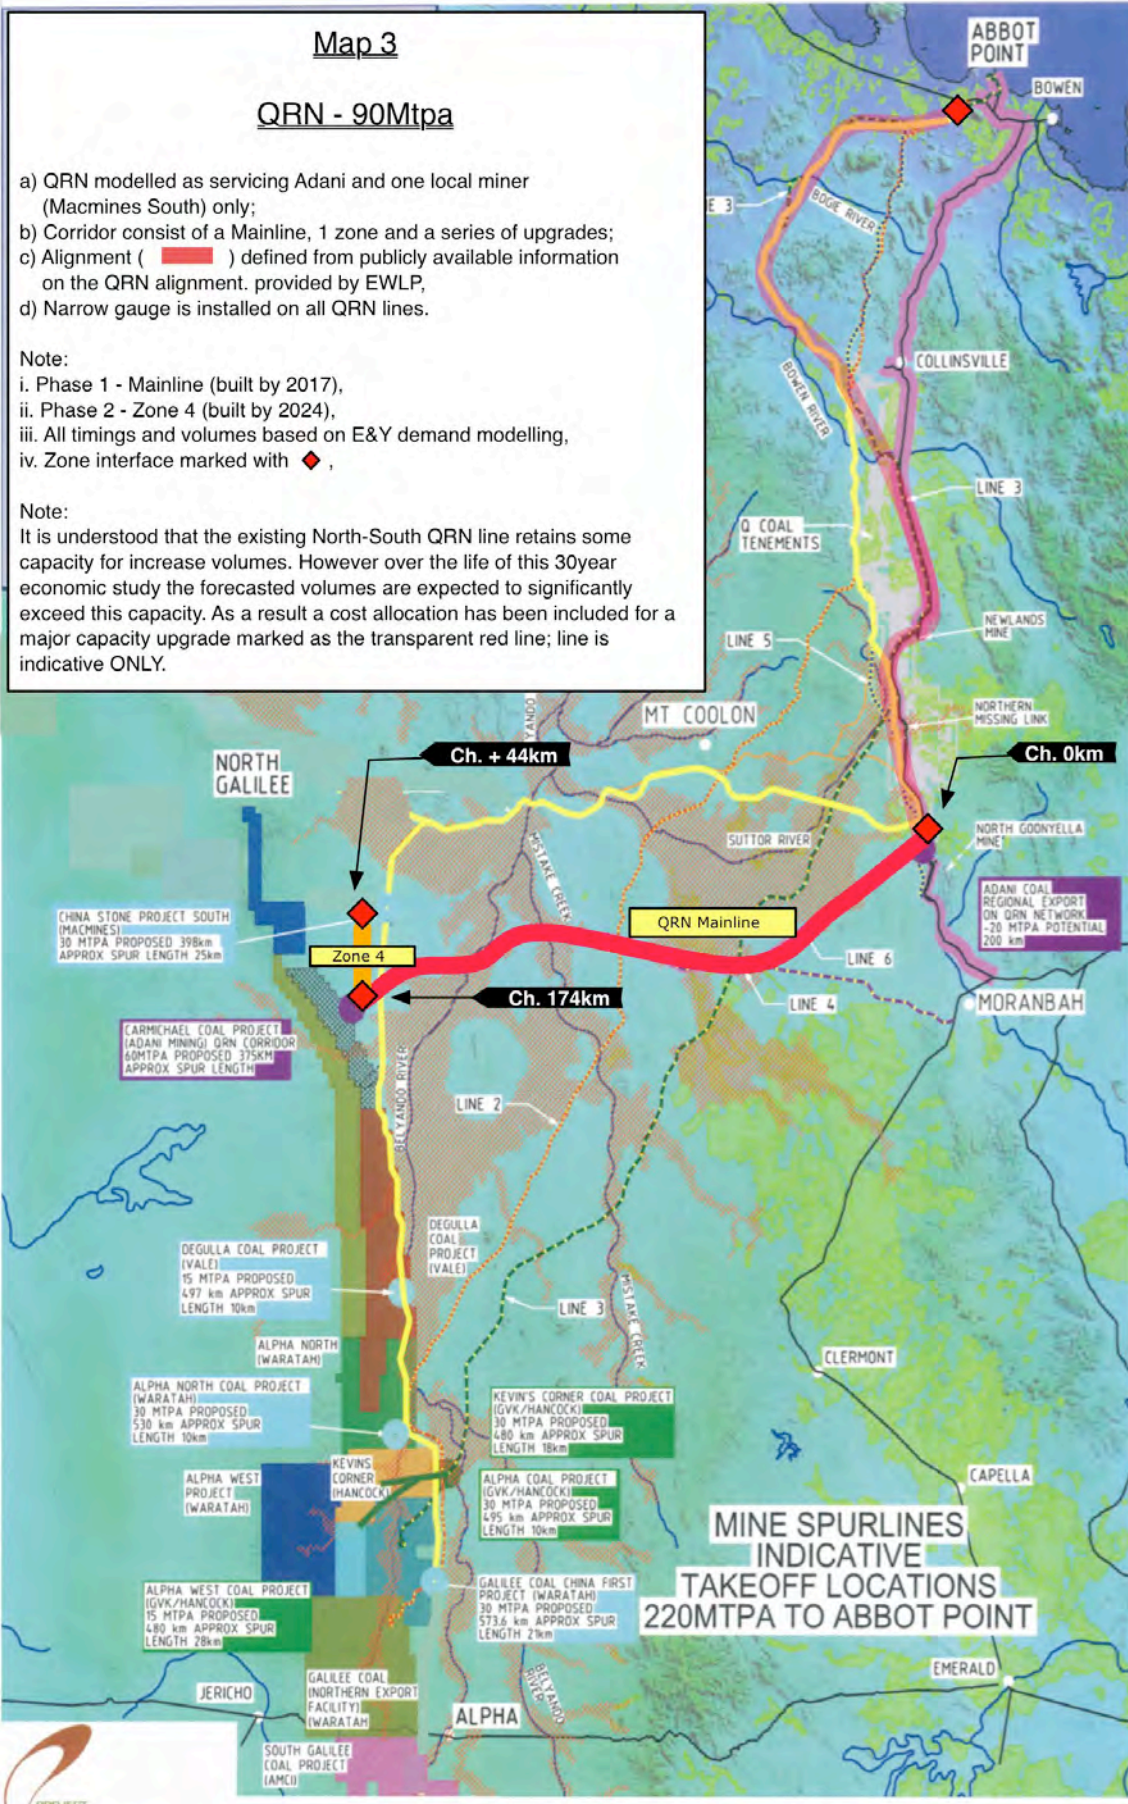 Map 3
QRN - 90Mtpa
a) QRN modelled as servicing Adani and one local miner
(Macmines South) only;
b) Corridor consist of a Mainline, 1 zone and a series of upgrades;
c) Alignment ( ) defined from publicly available information
on the QRN alignment. provided by EWLP,
d) Narrow gauge is installed on all QRN lines.
Note:
i. Phase 1 - Mainline (built by 2017),
ii. Phase 2 - Zone 4 (built by 2024),
iii. All timings and volumes based on E&Y demand modelling,
iv. Zone interface marked with ,
Note:
It is understood that the existing North-South QRN line retains some
capacity for increase volumes. However over the life of this 30year
economic study the forecasted volumes are expected to significantly
exceed this capacity. As a result a cost allocation has been included for a
major capacity upgrade marked as the transparent red line; line is
indicative ONLY.
ABBOT
POINT
BOWEN
E 3
BOGIE RIVER
COLLINSVILLE
BOWEN RIVER
LINE 3
Q COAL
TENEMENTS
NEWLANDS
MINE
LINE 5
NORTHERN
MISSING LINK
YANDO
MT COOLON
Ch. + 44km
Ch. 0km
NORTH
GALILEE
SUTTOR RIVER
NORTH GOONYELLA
MINE
MISTAKE CREEK
ADANI COAL
REGIONAL EXPORT
ON QRN NETWORK
-20 MTPA POTENTIAL
200 km
CHINA STONE PROJECT SOUTH
(MACMINES)
30 MTPA PROPOSED 398km
APPROX SPUR LENGTH 25km
QRN Mainline
Zone 4
LINE 6
Ch. 174km
LINE 4
MORANBAH
CARMICHAEL COAL PROJECT
(ADANI MINING) QRN CORRIDOR
60MTPA PROPOSED 375KM
APPROX SPUR LENGTH
BELYANDO RIVER
LINE 2
DEGULLA
COAL
PROJECT
(VALE)
DEGULLA COAL PROJECT
(VALE)
15 MTPA PROPOSED
497 km APPROX SPUR
LENGTH 10km
LINE 3
MISTAKE CREEK
ALPHA NORTH
(WARATAH)
CLERMONT
ALPHA NORTH COAL PROJECT
(WARATAH)
30 MTPA PROPOSED
530 km APPROX SPUR
LENGTH 10km
KEVIN'S CORNER COAL PROJECT
(GVK/HANCOCK)
30 MTPA PROPOSED
480 km APPROX SPUR
LENGTH 18km
KEVINS
CORNER
(HANCOCK)
ALPHA WEST
PROJECT
(WARATAH)
ALPHA COAL PROJECT
(GVK/HANCOCK)
30 MTPA PROPOSED
495 km APPROX SPUR
LENGTH 10km
CAPELLA
MINE SPURLINES
INDICATIVE
TAKEOFF LOCATIONS
220MTPA TO ABBOT POINT
ALPHA WEST COAL PROJECT
(GVK/HANCOCK)
15 MTPA PROPOSED
480 km APPROX SPUR
LENGTH 28km
GALILEE COAL CHINA FIRST
PROJECT (WARATAH)
30 MTPA PROPOSED
573.6 km APPROX SPUR
LENGTH 21km
EMERALD
BELYANDO
RIVER
JERICHO
GALILEE COAL
(NORTHERN EXPORT
FACILITY)
(WARATAH
ALPHA
SOUTH GALILEE
COAL PROJECT
(AMCI)